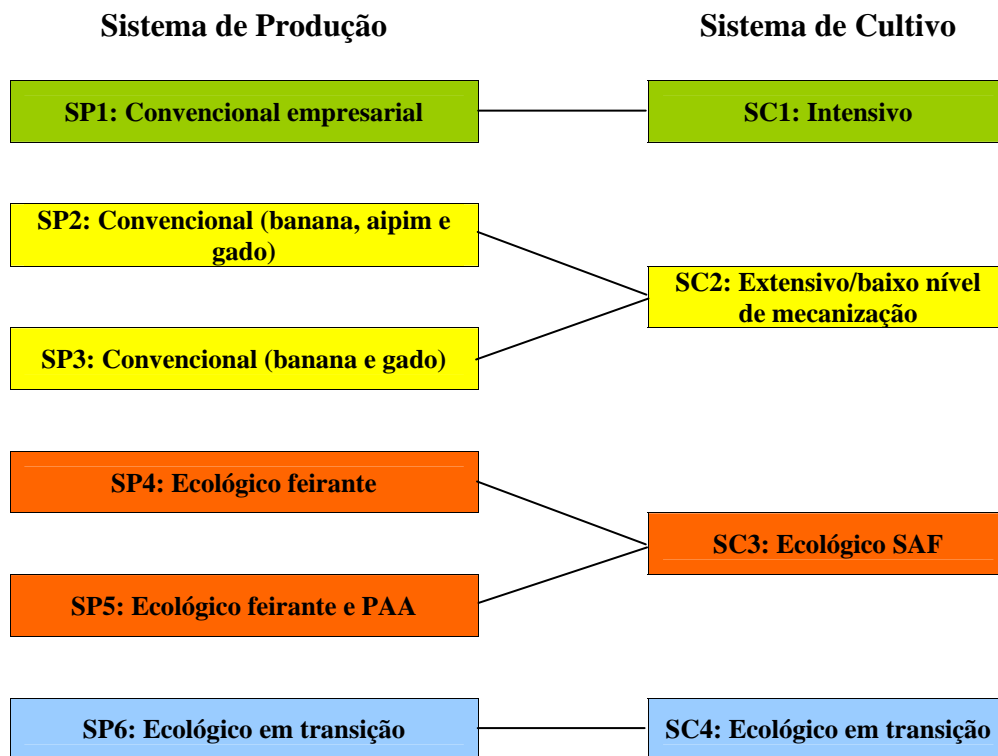 Sistema de Produção
Sistema de Cultivo
SP1: Convencional empresarial
SC1: Intensivo
SP2: Convencional (banana, aipim e
gado)
SC2: Extensivo/baixo nível
de mecanização
SP3: Convencional (banana e gado)
SP4: Ecológico feirante
SC3: Ecológico SAF
SP5: Ecológico feirante e PAA
SP6: Ecológico em transição
SC4: Ecológico em transição